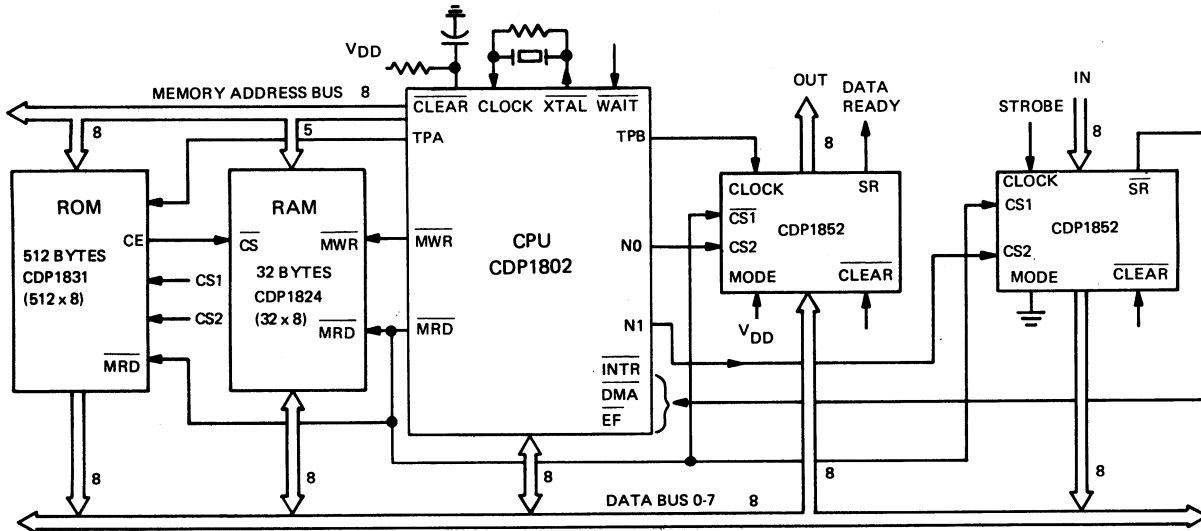 V DD
MEMORY ADDRESS BUS 8
8
5
CLEAR CLOCK XTAL WAIT
TPA
TPB
OUT
DATA READY
8
IN
STROBE
8
ROM
512 BYTES
CDP1831
(512 x 8)
CE
CS1
CS2
MRD
RAM
CS
MWR
32 BYTES
CDP1824
(32 x 8)
MRD
CPU
CDP1802
MWR
MRD
N0
N1
INTR
DMA
EF
CLOCK SR
CS1
CDP1852
CS2
MODE CLEAR
V DD
CLOCK SR
CS1
CDP1852
CS2
MODE CLEAR
8
8
8
8
8
DATA BUS 0-7 8